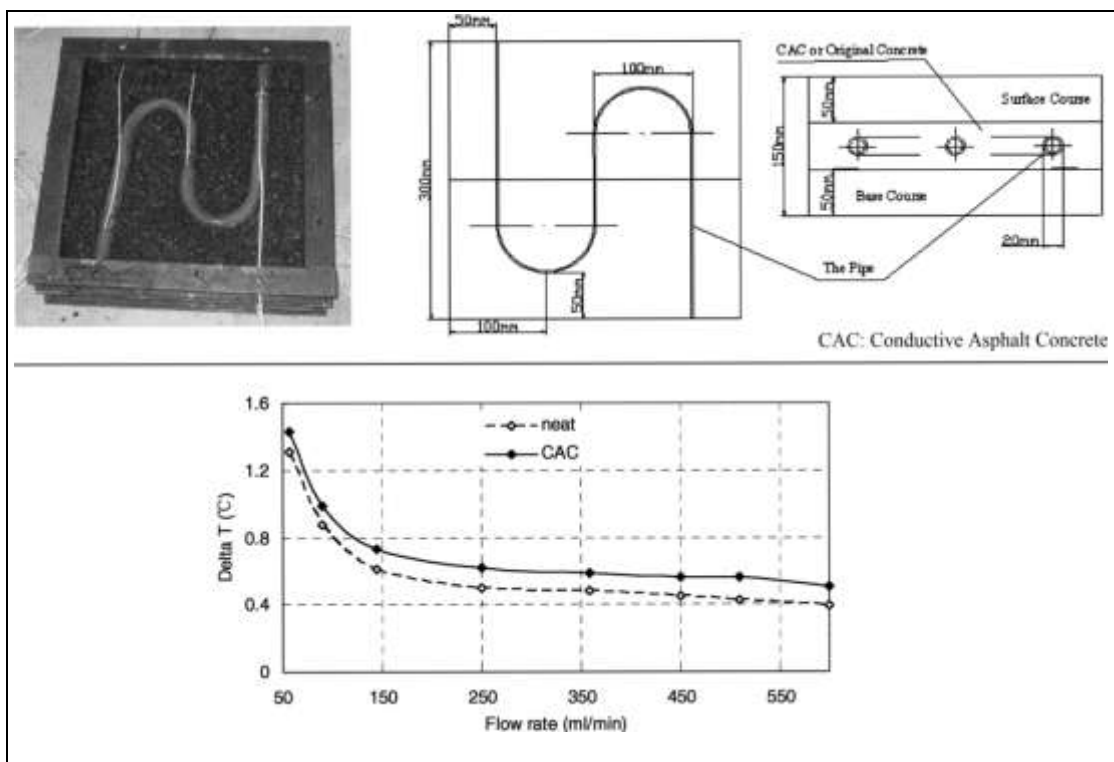 50mm
300mm
100mm
50mm
100mm
CAC or Original Concrete
50mm
Surface Course
150mm
50mm
Base Course
20mm
The Pipe
CAC: Conductive Asphalt Concrete
1.6
1.2
0.8
0.4
0
Delta T (℃)
neat
CAC
50
150
250
350
450
550
Flow rate (ml/min)